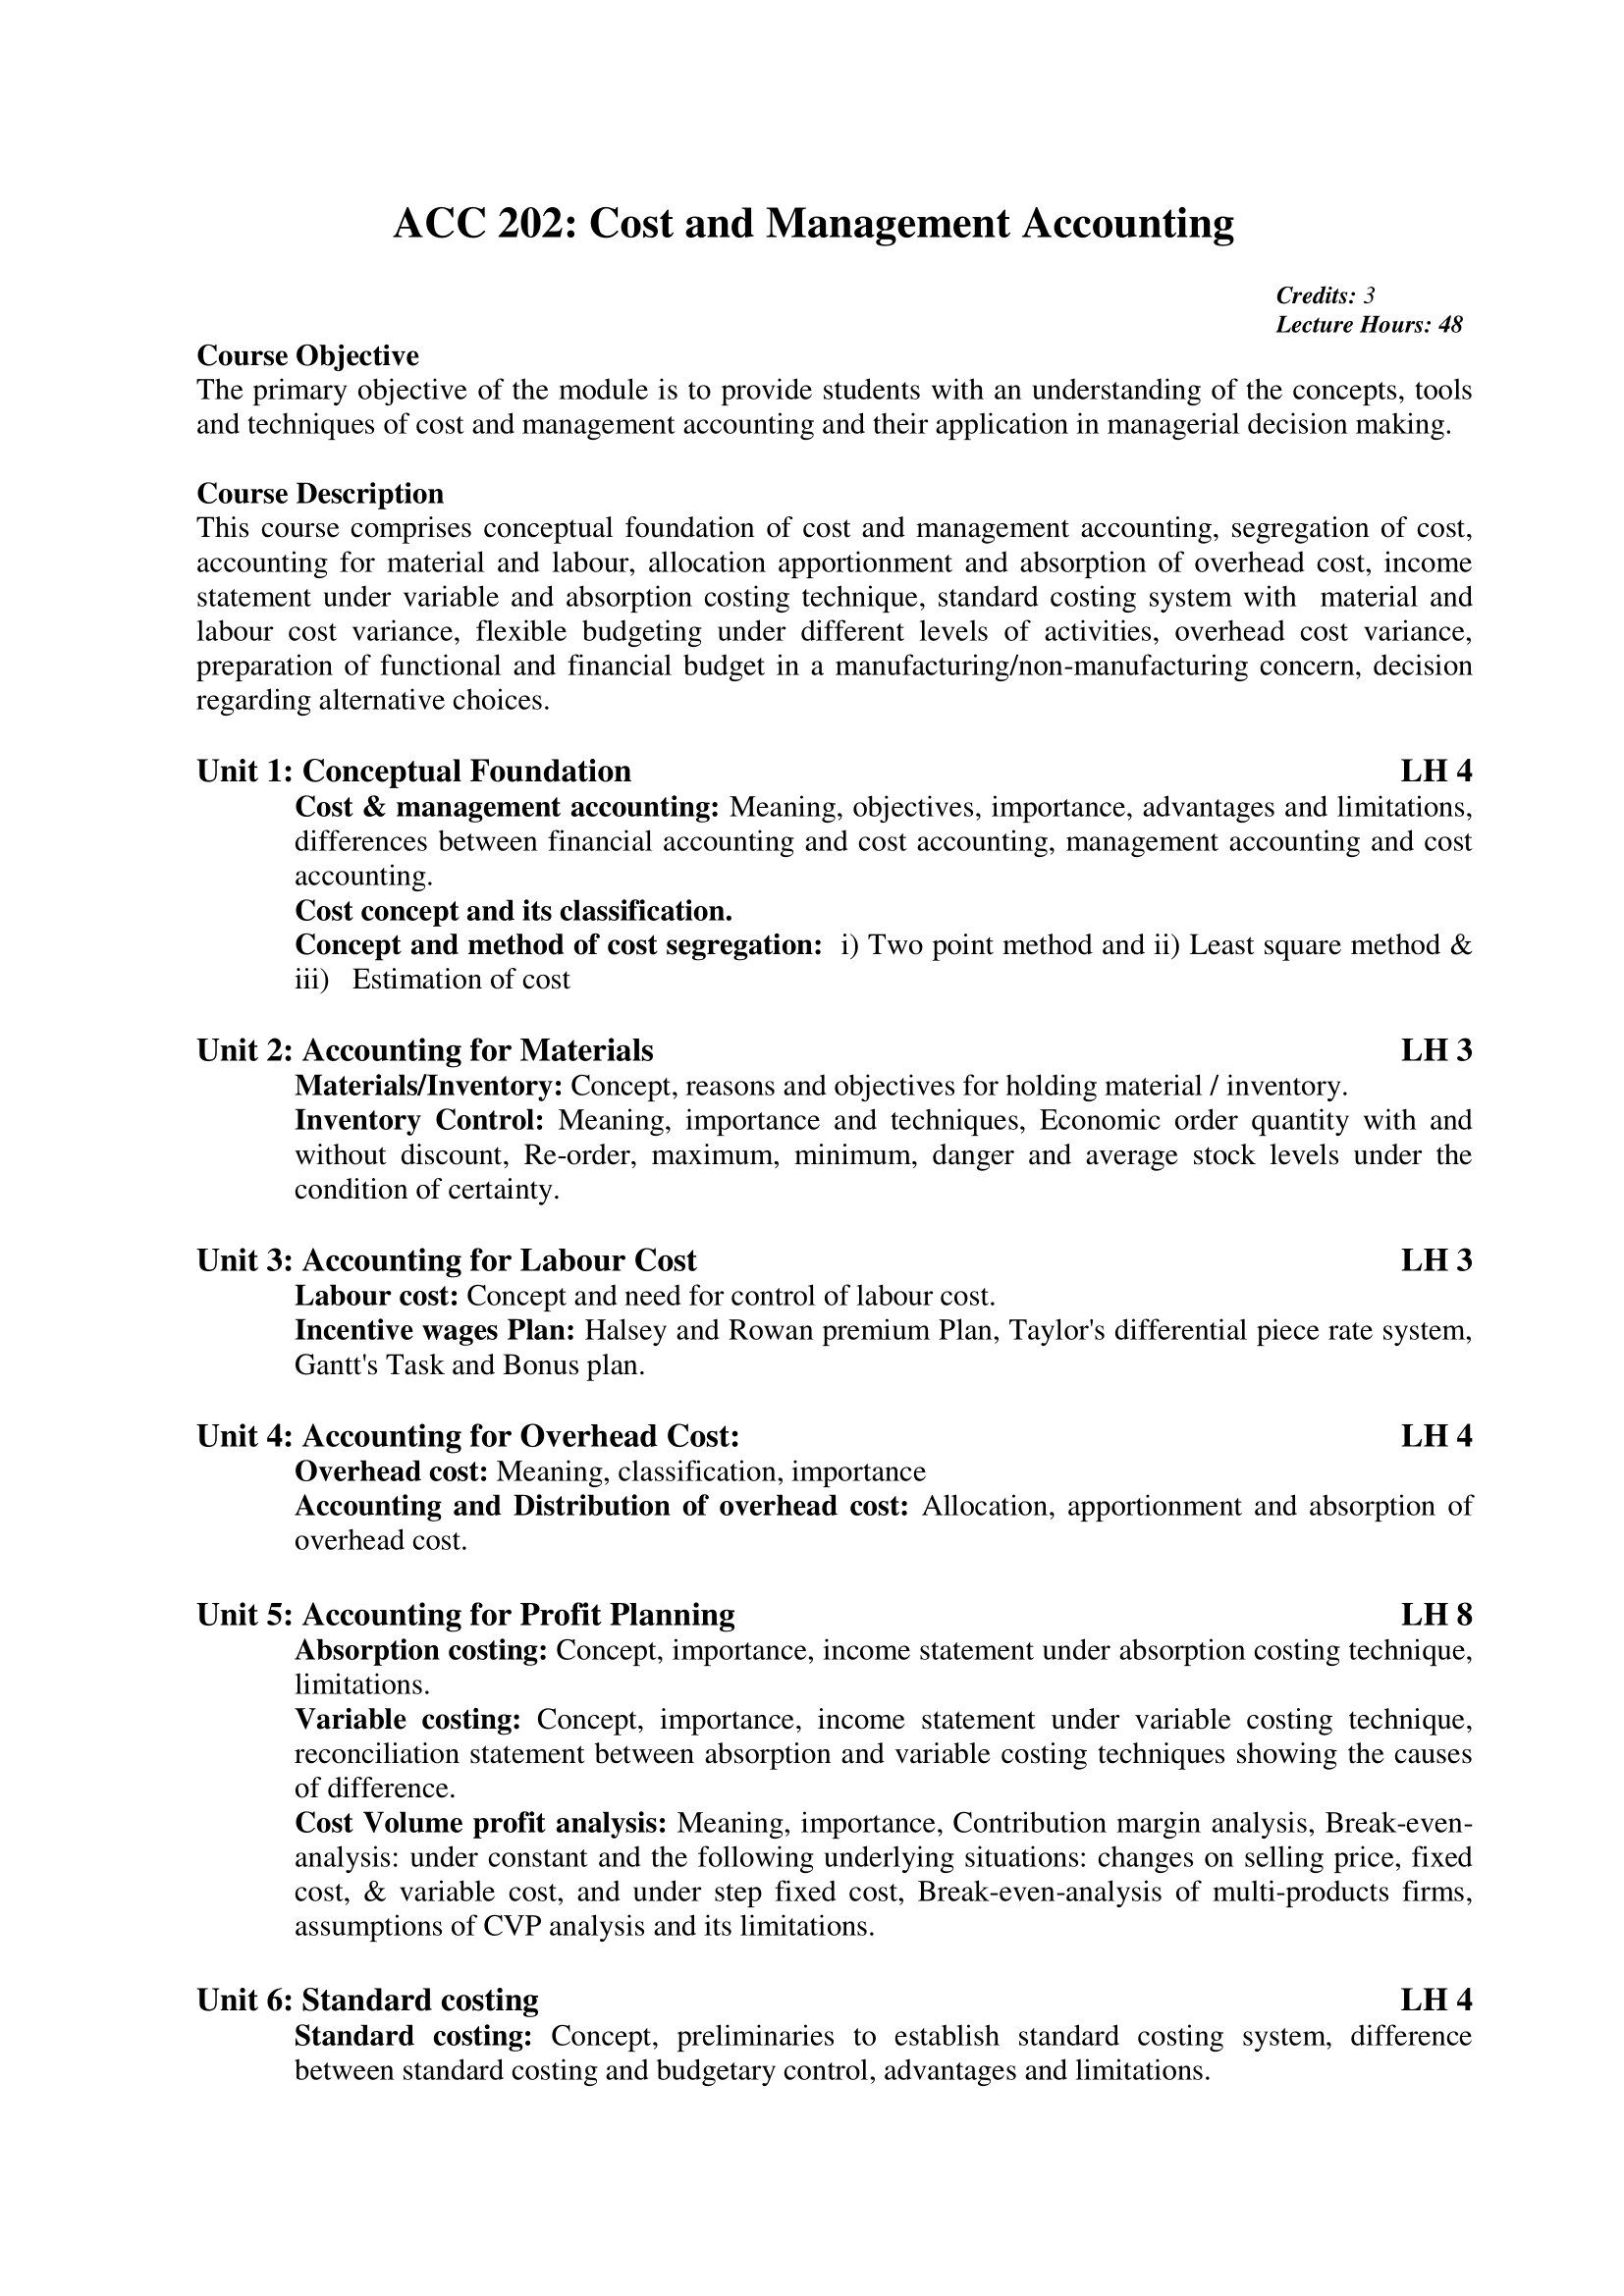 ACC 202: Cost and Management Accounting
Credits: 3
Lecture Hours: 48
Course Objective
The primary objective of the module is to provide students with an understanding of the concepts, tools
and techniques of cost and management accounting and their application in managerial decision making.
Course Description
This course comprises conceptual foundation of cost and management accounting, segregation of cost,
accounting for material and labour, allocation apportionment and absorption of overhead cost, income
statement under variable and absorption costing technique, standard costing system with material and
labour cost variance, flexible budgeting under different levels of activities, overhead cost variance,
preparation of functional and financial budget in a manufacturing/non-manufacturing concern, decision
regarding alternative choices.
Unit 1: Conceptual Foundation LH 4
Cost & management accounting: Meaning, objectives, importance, advantages and limitations,
differences between financial accounting and cost accounting, management accounting and cost
accounting.
Cost concept and its classification.
Concept and method of cost segregation: i) Two point method and ii) Least square method &
iii) Estimation of cost
Unit 2: Accounting for Materials LH 3
Materials/Inventory: Concept, reasons and objectives for holding material / inventory.
Inventory Control: Meaning, importance and techniques, Economic order quantity with and
without discount, Re-order, maximum, minimum, danger and average stock levels under the
condition of certainty.
Unit 3: Accounting for Labour Cost LH 3
Labour cost: Concept and need for control of labour cost.
Incentive wages Plan: Halsey and Rowan premium Plan, Taylor's differential piece rate system,
Gantt's Task and Bonus plan.
Unit 4: Accounting for Overhead Cost: LH 4
Overhead cost: Meaning, classification, importance
Accounting and Distribution of overhead cost: Allocation, apportionment and absorption of
overhead cost.
Unit 5: Accounting for Profit Planning LH 8
Absorption costing: Concept, importance, income statement under absorption costing technique,
limitations.
Variable costing: Concept, importance, income statement under variable costing technique,
reconciliation statement between absorption and variable costing techniques showing the causes
of difference.
Cost Volume profit analysis: Meaning, importance, Contribution margin analysis, Break-even-
analysis: under constant and the following underlying situations: changes on selling price, fixed
cost, & variable cost, and under step fixed cost, Break-even-analysis of multi-products firms,
assumptions of CVP analysis and its limitations.
Unit 6: Standard costing LH 4
Standard costing: Concept, preliminaries to establish standard costing system, difference
between standard costing and budgetary control, advantages and limitations.